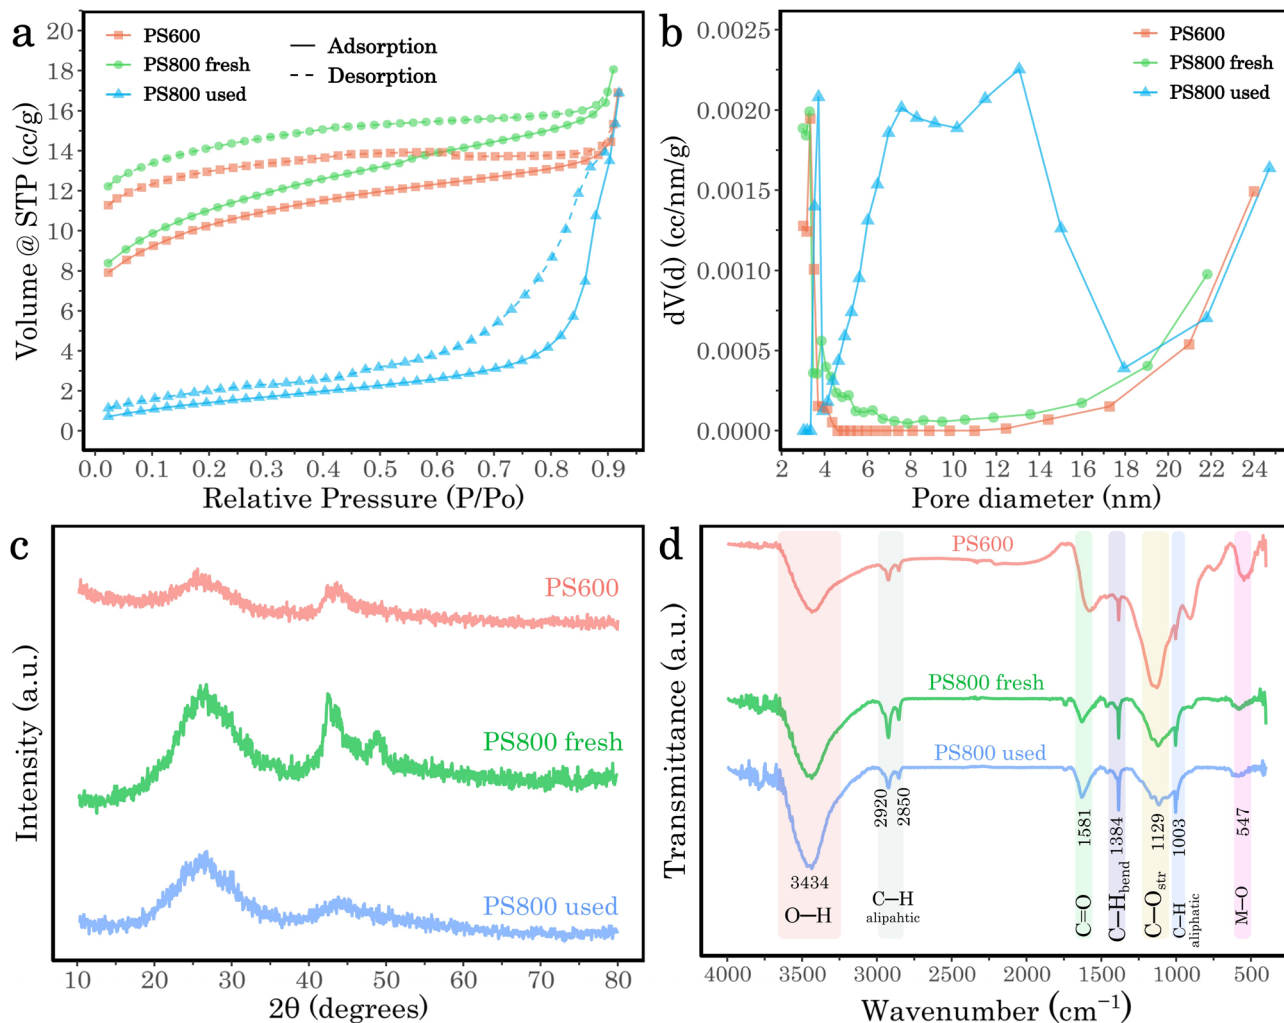 a
PS600
PS800 fresh
PS800 used
Adsorption
Desorption
Volume @ STP (cc/g)
20
18
16
14
12
10
8
6
4
2
0
0.0 0.1 0.2 0.3 0.4 0.5 0.6 0.7 0.8 0.9
Relative Pressure (P/Po)
b
PS600
PS800 fresh
PS800 used
dV(d) (cc/nm/g)
0.0025
0.0020
0.0015
0.0010
0.0005
0.0000
2 4 6 8 10 12 14 16 18 20 22 24
Pore diameter (nm)
c
PS600
PS800 fresh
PS800 used
Intensity (a.u.)
10 20 30 40 50 60 70 80
2θ (degrees)
d
PS600
PS800 fresh
PS800 used
Transmittance (a.u.)
3434
O─H
2920
2850
C─H
alipahtic
1581
C=O
1384
C─H bend
1129
C─O str
1003
C─H
aliphatic
547
M─O
4000 3500 3000 2500 2000 1500 1000 500
Wavenumber (cm⁻¹)